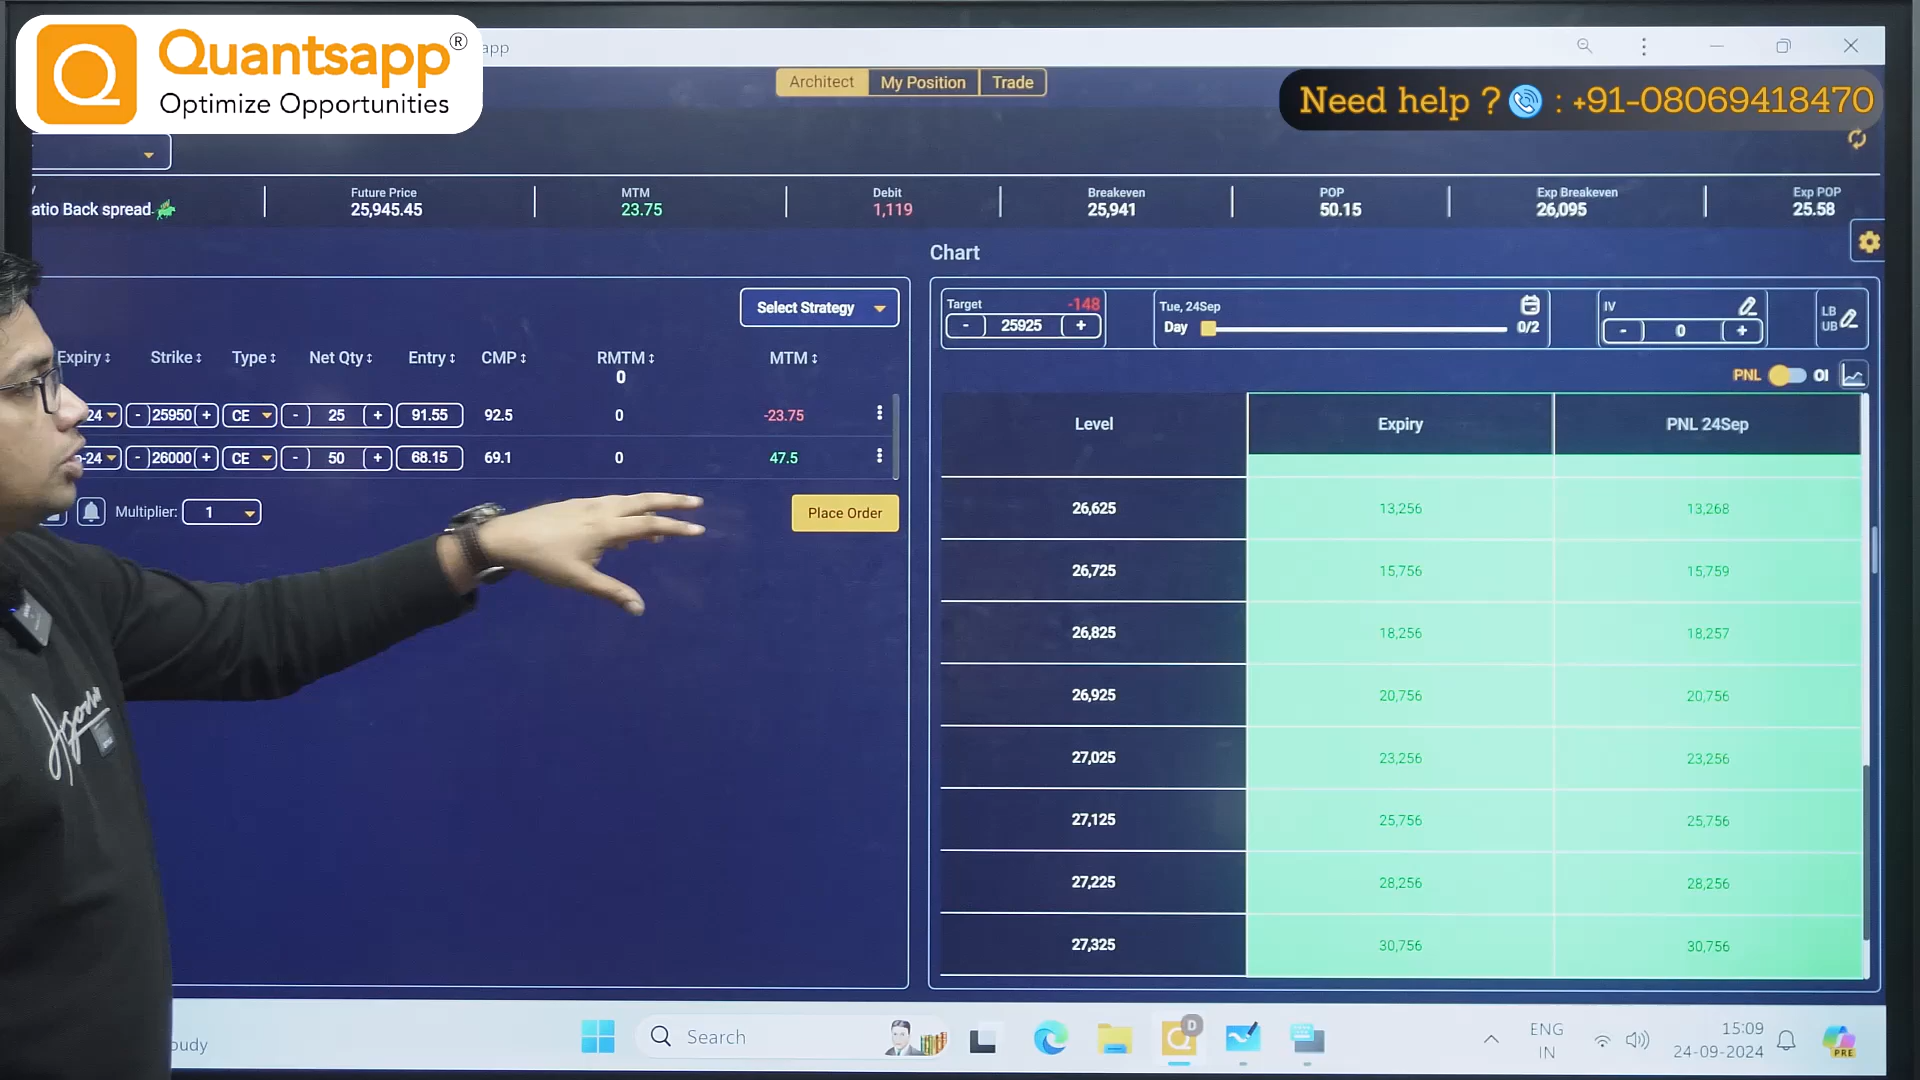 Quantsapp®
Optimize Opportunities
app
Architect My Position Trade
Need help ? : +91-08069418470
atio Back spread
Future Price
25,945.45
MTM
23.75
Debit
1,119
Breakeven
25,941
POP
50.15
Exp Breakeven
26,095
Exp POP
25.58
Chart
Select Strategy
Target -148
- 25925 +
Tue, 24Sep
Day 0/2
IV
- 0 +
LB
UB
PNL OI
Expiry Strike Type Net Qty Entry CMP RMTM MTM
0
24 - 25950 + CE - 25 + 91.55 92.5 0 -23.75
-24 - 26000 + CE - 50 + 68.15 69.1 0 47.5
Multiplier: 1
Place Order
Level Expiry PNL 24Sep
26,625 13,256 13,268
26,725 15,756 15,759
26,825 18,256 18,257
26,925 20,756 20,756
27,025 23,256 23,256
27,125 25,756 25,756
27,225 28,256 28,256
27,325 30,756 30,756
oudy
Search
D
PRE
ENG
IN
15:09
24-09-2024